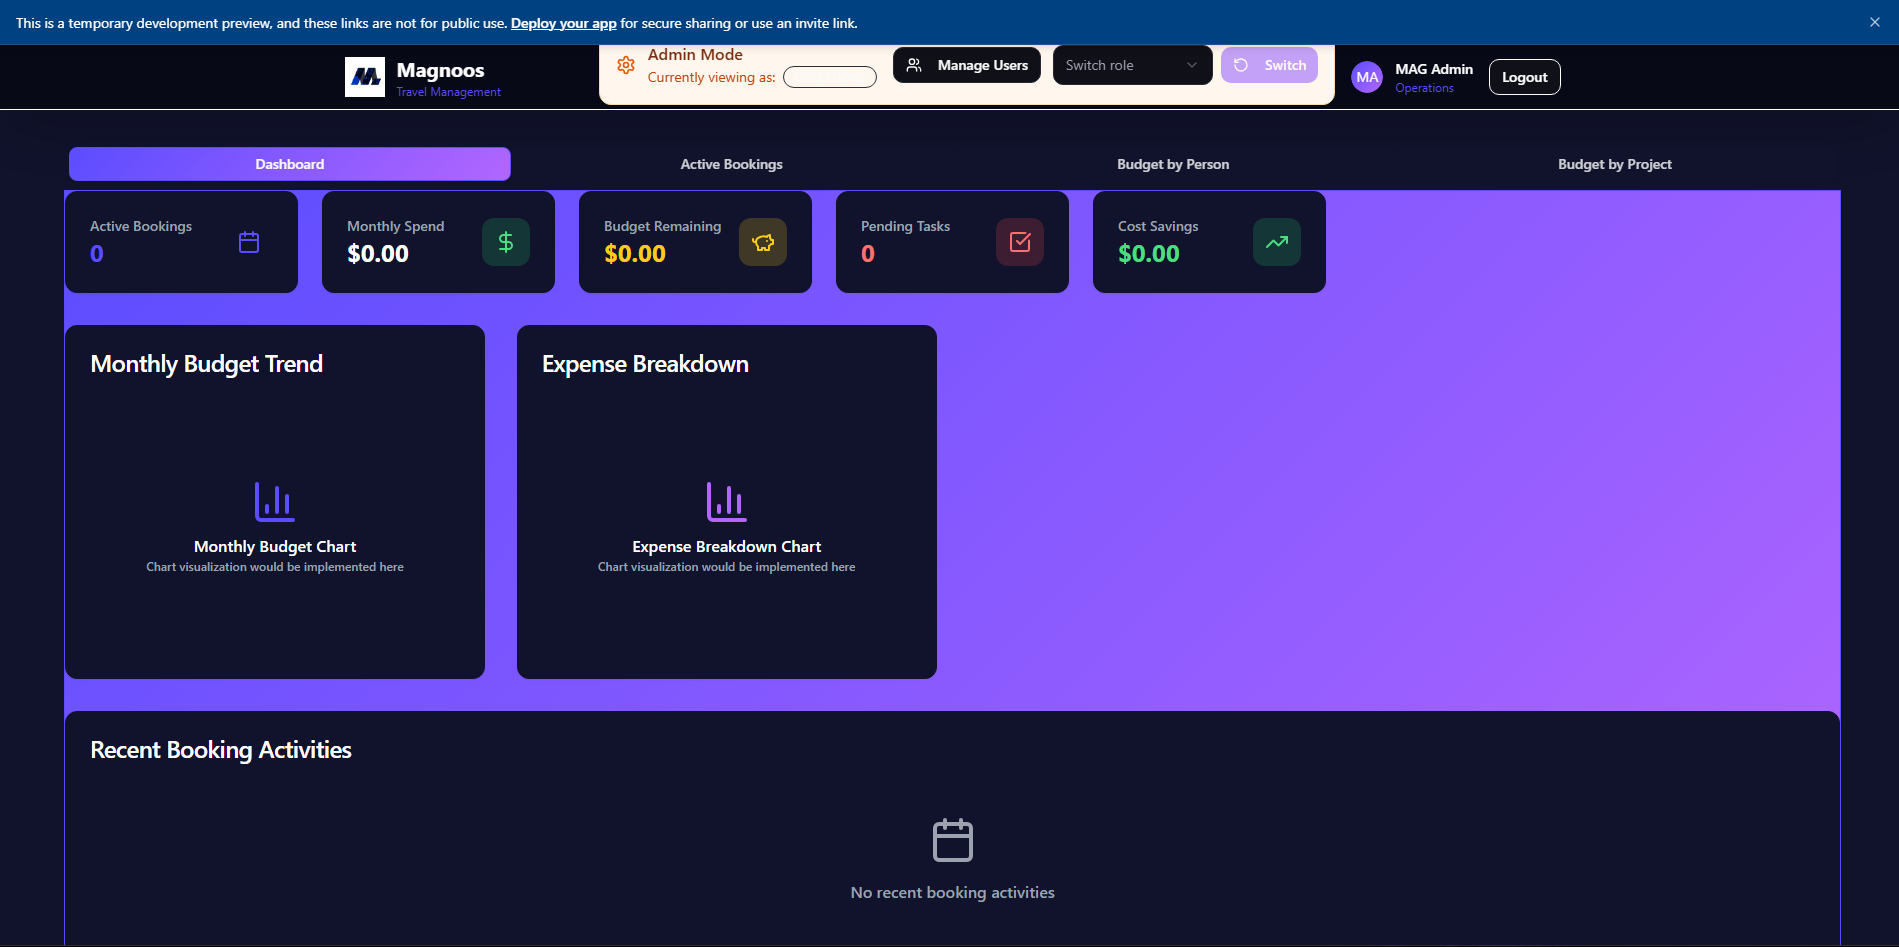 This is a temporary development preview, and these links are not for public use. Deploy your app for secure sharing or use an invite link.
Magnoos
Travel Management
Admin Mode
Currently viewing as:
Manage Users
Switch role
Switch
MA
MAG Admin
Operations
Logout
Dashboard
Active Bookings
Budget by Person
Budget by Project
Active Bookings
0
Monthly Spend
$0.00
Budget Remaining
$0.00
Pending Tasks
0
Cost Savings
$0.00
Monthly Budget Trend
Monthly Budget Chart
Chart visualization would be implemented here
Expense Breakdown
Expense Breakdown Chart
Chart visualization would be implemented here
Recent Booking Activities
No recent booking activities